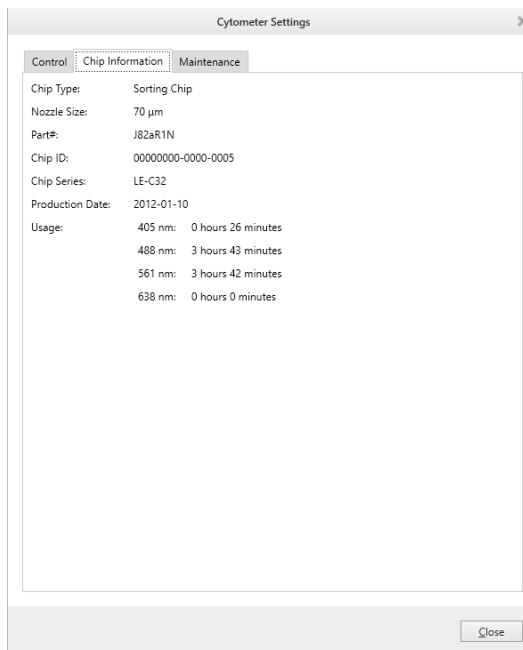 Cytometer Settings
Control Chip Information Maintenance
Chip Type: Sorting Chip
Nozzle Size: 70 μm
Part#: J82aR1N
Chip ID: 00000000-0000-0005
Chip Series: LE-C32
Production Date: 2012-01-10
Usage: 405 nm: 0 hours 26 minutes
488 nm: 3 hours 43 minutes
561 nm: 3 hours 42 minutes
638 nm: 0 hours 0 minutes
Close